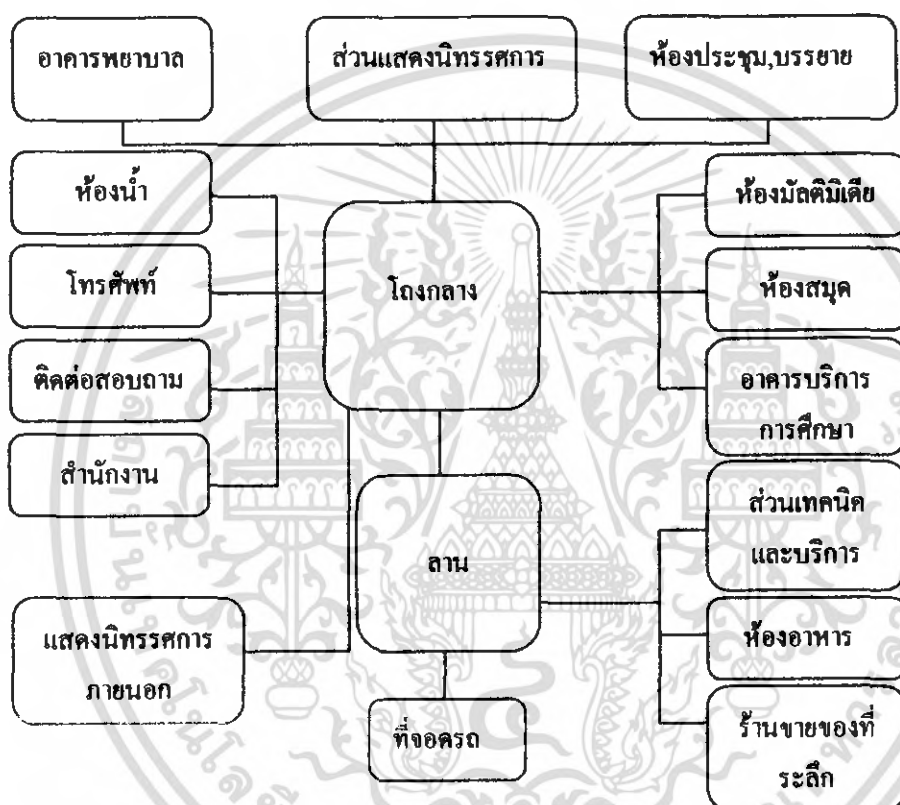 อาคารพยาบาล
ส่วนแสดงนิทรรศการ
ห้องประชุม,บรรยาย
ห้องน้ำ
โทรศัพท์
ติดต่อสอบถาม
สำนักงาน
โถงกลาง
ห้องมัลติมิเดีย
ห้องสมุด
อาคารบริการ
การศึกษา
ลาน
ส่วนเทคนิค
และบริการ
ห้องอาหาร
ร้านขายของที่
ระลึก
แสดงนิทรรศการ
ภายนอก
ที่จอดรถ